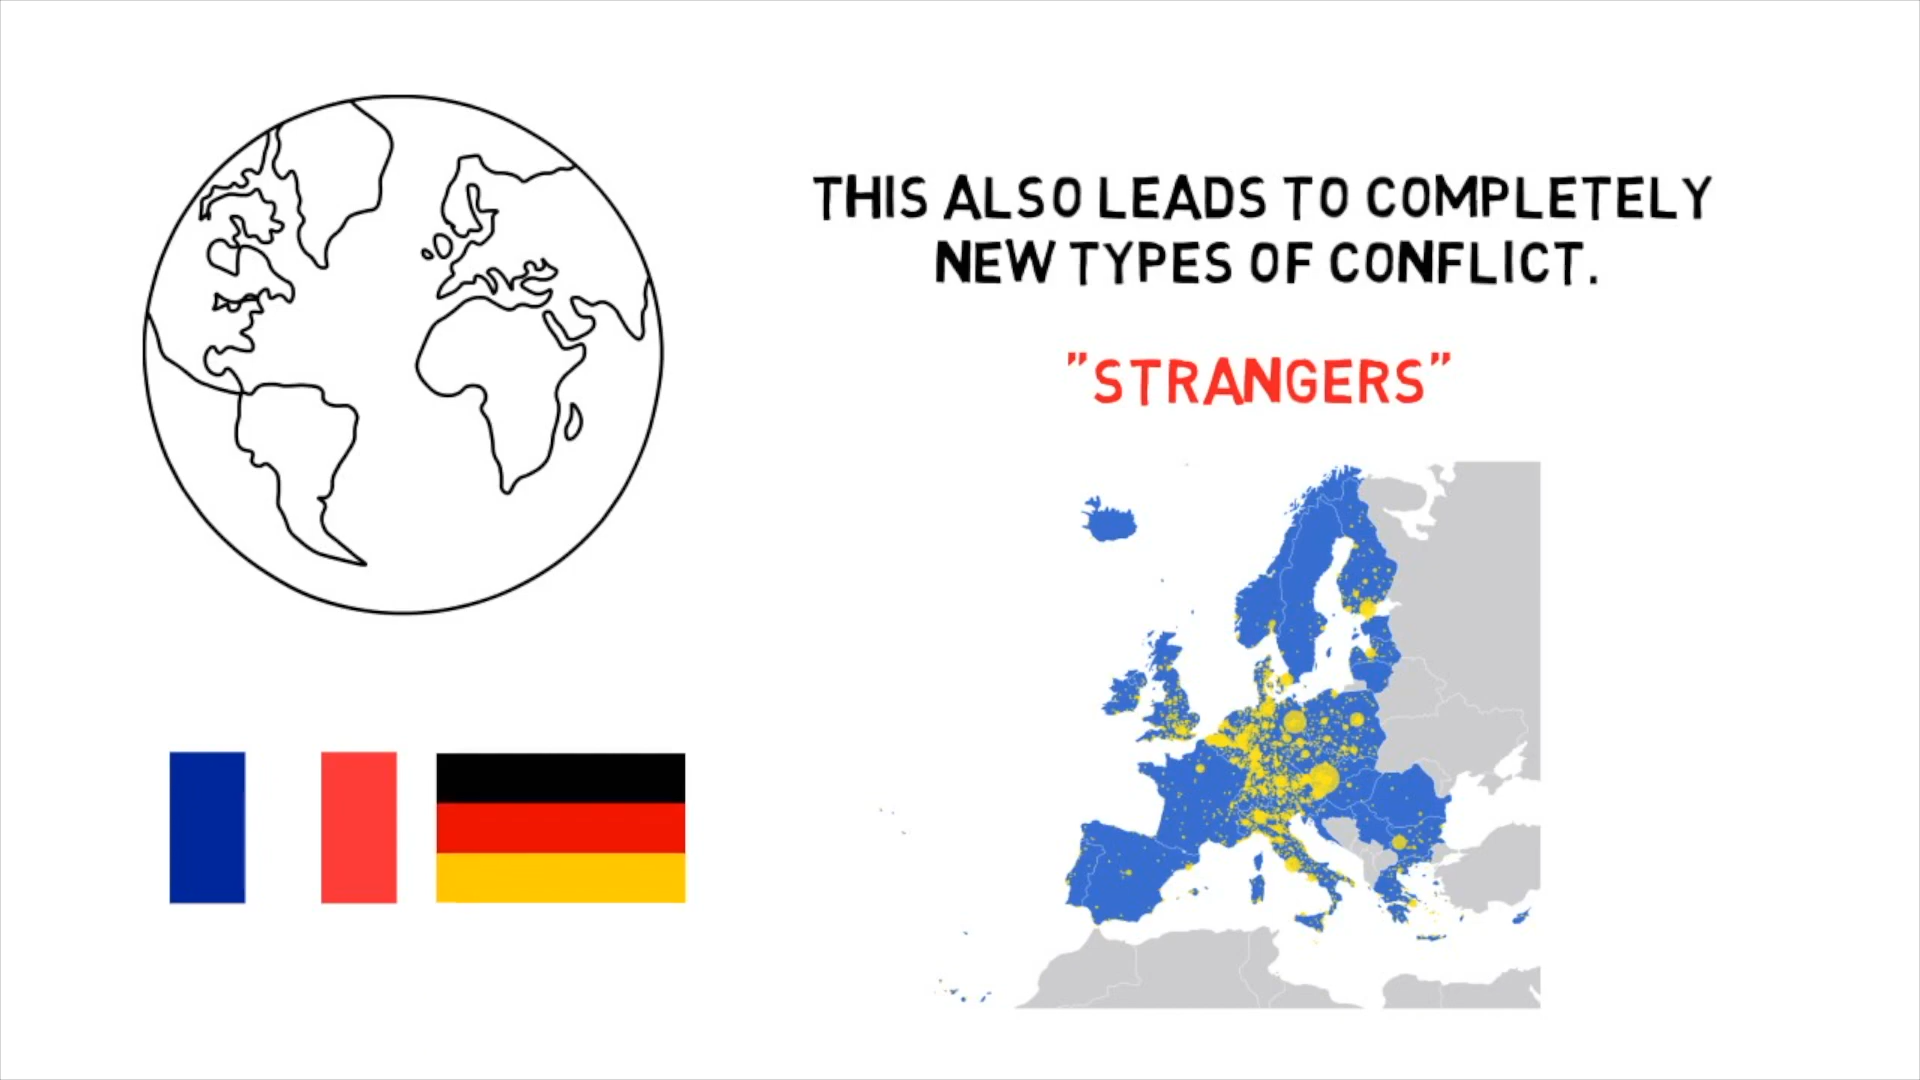 THIS ALSO LEADS TO COMPLETELY
NEW TYPES OF CONFLICT.
"STRANGERS"